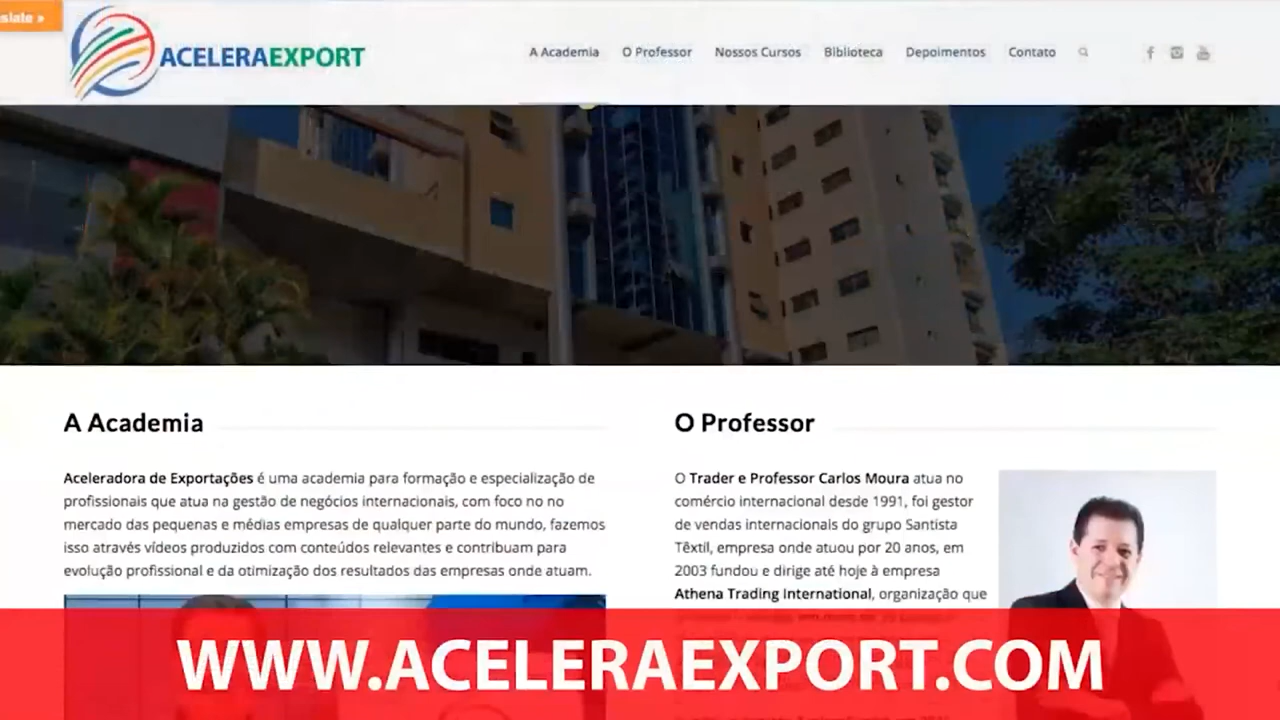 slate »
ACELERAEXPORT
A Academia O Professor Nossos Cursos Biblioteca Depoimentos Contato
A Academia
Aceleradora de Exportações é uma academia para formação e especialização de
profissionais que atua na gestão de negócios internacionais, com foco no no
mercado das pequenas e médias empresas de qualquer parte do mundo, fazemos
isso através vídeos produzidos com conteúdos relevantes e contribuam para
evolução profissional e da otimização dos resultados das empresas onde atuam.
O Professor
O Trader e Professor Carlos Moura atua no
comércio internacional desde 1991, foi gestor
de vendas internacionais do grupo Santista
Têxtil, empresa onde atuou por 20 anos, em
2003 fundou e dirige até hoje à empresa
Athena Trading International, organização que
WWW.ACELERAEXPORT.COM